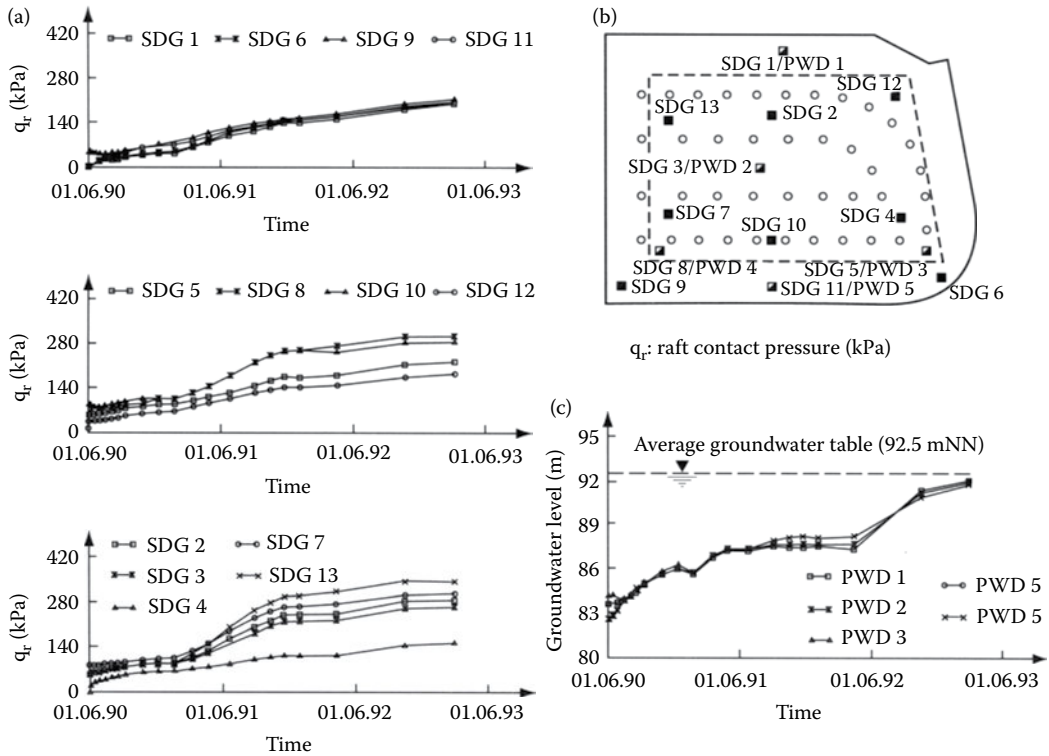 (a)
420
280
140
0
q_r (kPa)
SDG 1 SDG 6 SDG 9 SDG 11
01.06.90 01.06.91 01.06.92 01.06.93
Time
420
280
140
0
q_r (kPa)
SDG 5 SDG 8 SDG 10 SDG 12
01.06.90 01.06.91 01.06.92 01.06.93
Time
420
280
140
0
q_r (kPa)
SDG 2 SDG 7
SDG 3 SDG 13
SDG 4
01.06.90 01.06.91 01.06.92 01.06.93
Time
(b)
SDG 1/PWD 1
SDG 12
SDG 13
SDG 2
SDG 3/PWD 2
SDG 7
SDG 10
SDG 4
SDG 8/PWD 4
SDG 5/PWD 3
SDG 9
SDG 11/PWD 5
SDG 6
q_r: raft contact pressure (kPa)
(c)
95
92
89
86
83
80
Groundwater level (m)
Average groundwater table (92.5 mNN)
PWD 1 PWD 5
PWD 2 PWD 5
PWD 3
01.06.90 01.06.91 01.06.92 01.06.93
Time